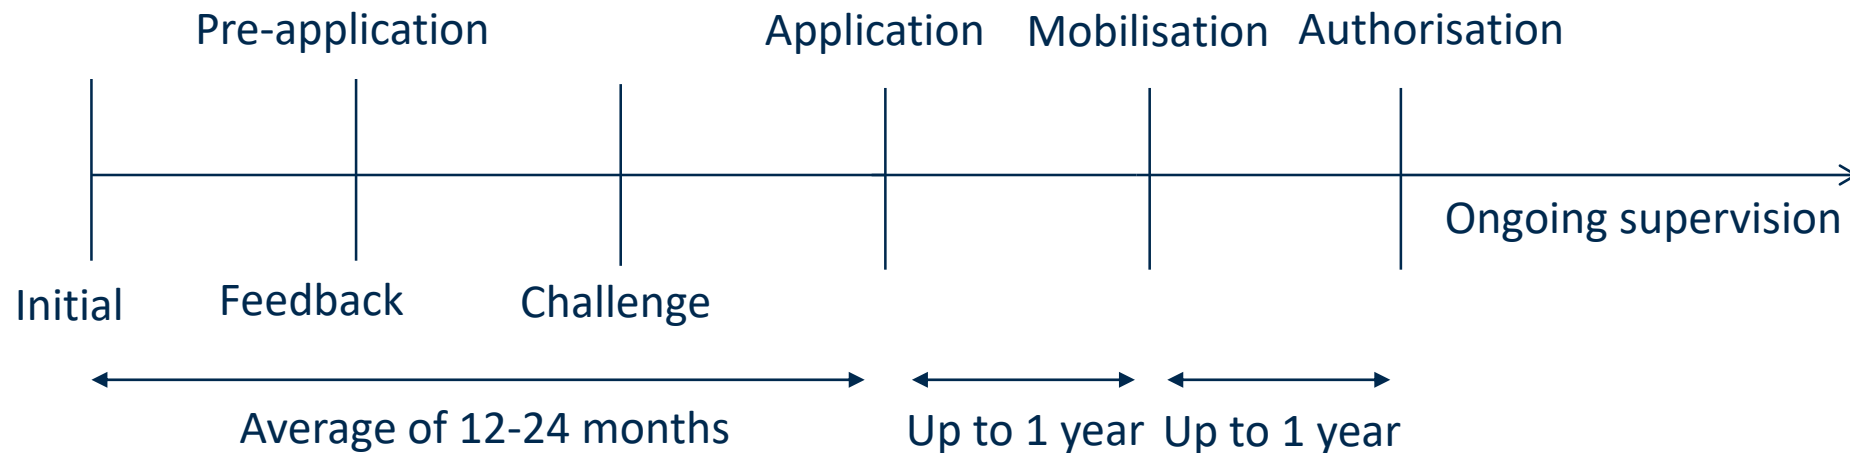 Pre-application
Application
Mobilisation
Authorisation
Ongoing supervision
Initial
Feedback
Challenge
Average of 12-24 months
Up to 1 year
Up to 1 year